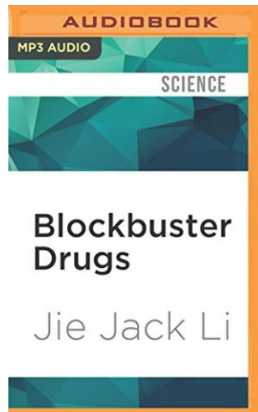 AUDIOBOOK
MP3 AUDIO
SCIENCE
Blockbuster
Drugs
Jie Jack Li